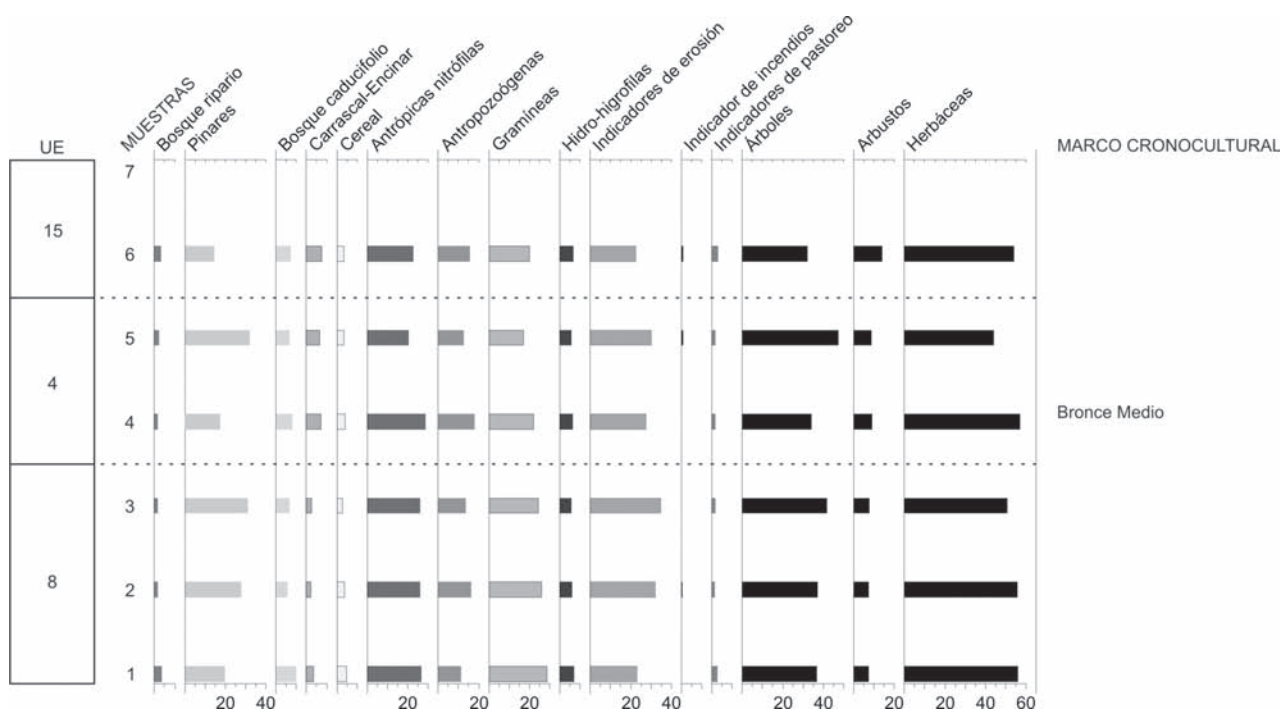 UE
MUESTRAS
Bosque ripario
Pinares
Bosque caducifolio
Carrascal-Encinar
Cereal
Antrópicas nitrófilas
Antropozoógenas
Gramíneas
Hidro-higrofilas
Indicadores de erosión
Indicador de incendios
Indicadores de pastoreo
Árboles
Arbustos
Herbáceas
MARCO CRONOCULTURAL
7
15
6
5
4
4
Bronce Medio
3
8
2
1
20 40 20 20 20 20 40 20 40 20 20 40 60